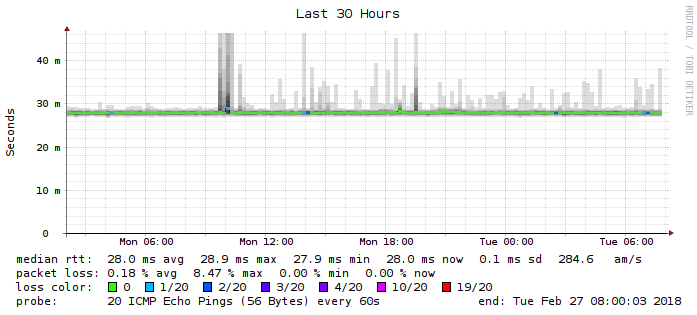 Last 30 Hours
RRDTOOL / TOBI OETIKER
Seconds
40 m
30 m
20 m
10 m
0
Mon 06:00 Mon 12:00 Mon 18:00 Tue 00:00 Tue 06:00
median rtt: 28.0 ms avg 28.9 ms max 27.9 ms min 28.0 ms now 0.1 ms sd 284.6 am/s
packet loss: 0.18 % avg 8.47 % max 0.00 % min 0.00 % now
loss color: 0 1/20 2/20 3/20 4/20 10/20 19/20
probe: 20 ICMP Echo Pings (56 Bytes) every 60s end: Tue Feb 27 08:00:03 2018